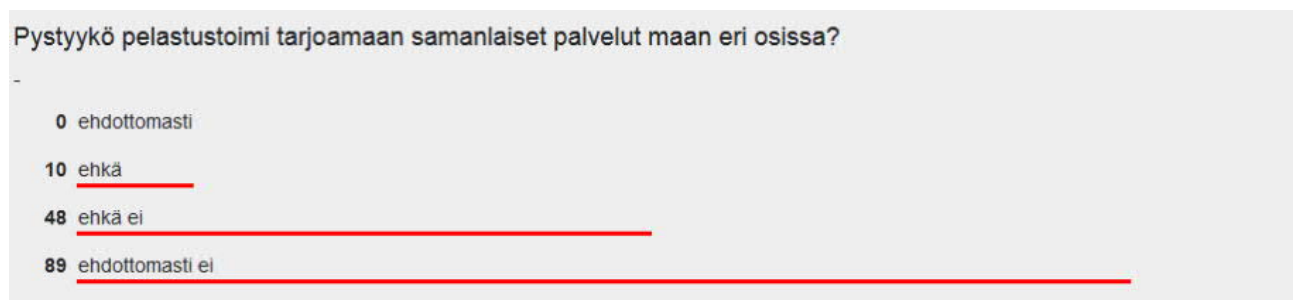 Pystyykö pelastustoimi tarjoamaan samanlaiset palvelut maan eri osissa?
-
0 ehdottomasti
10 ehkä
48 ehkä ei
89 ehdottomasti ei